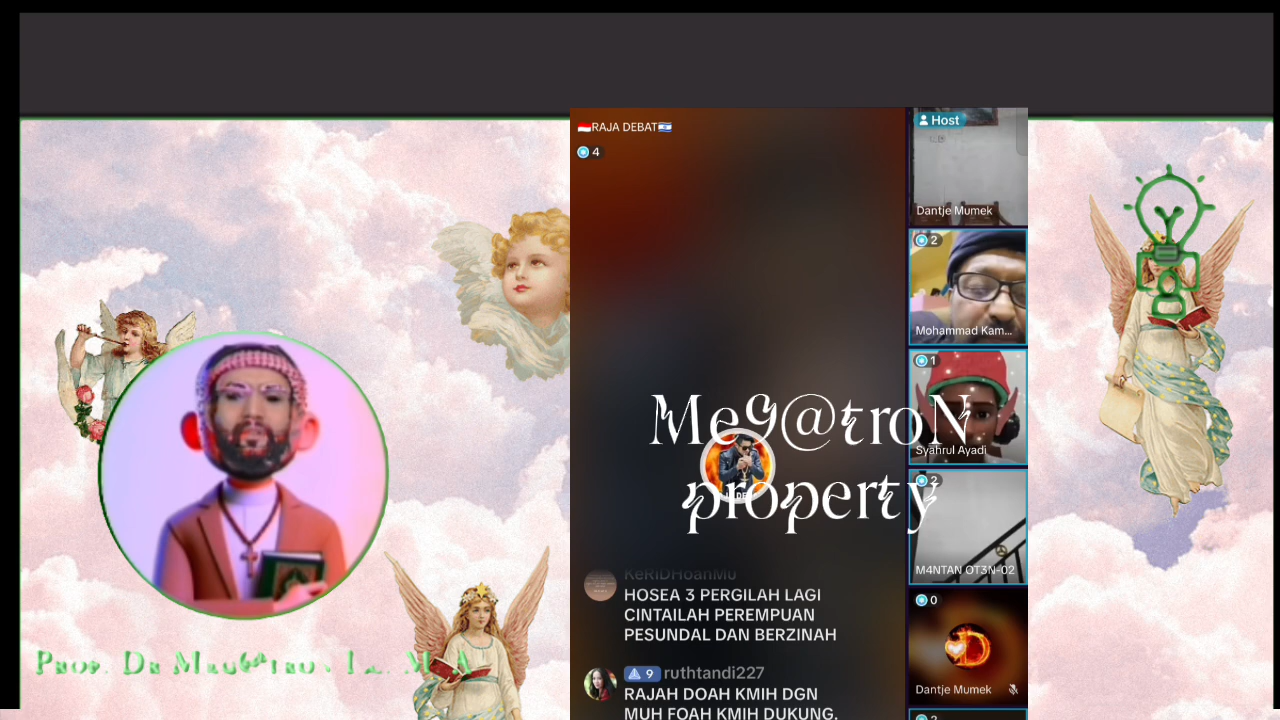 🇮🇩RAJA DEBAT🇮🇱
4
Host
Dantje Mumek
2
Mohammad Kam...
1
Syahrul Ayadi
Me9@troN
property
2
M4NTAN OT3N-02
0
Dantje Mumek
KeRIDHoanMu
HOSEA 3 PERGILAH LAGI
CINTAILAH PEREMPUAN
PESUNDAL DAN BERZINAH
9 ruthtandi227
RAJAH DOAH KMIH DGN
MUH FOAH KMIH DUKUNG.
Prof. Dr